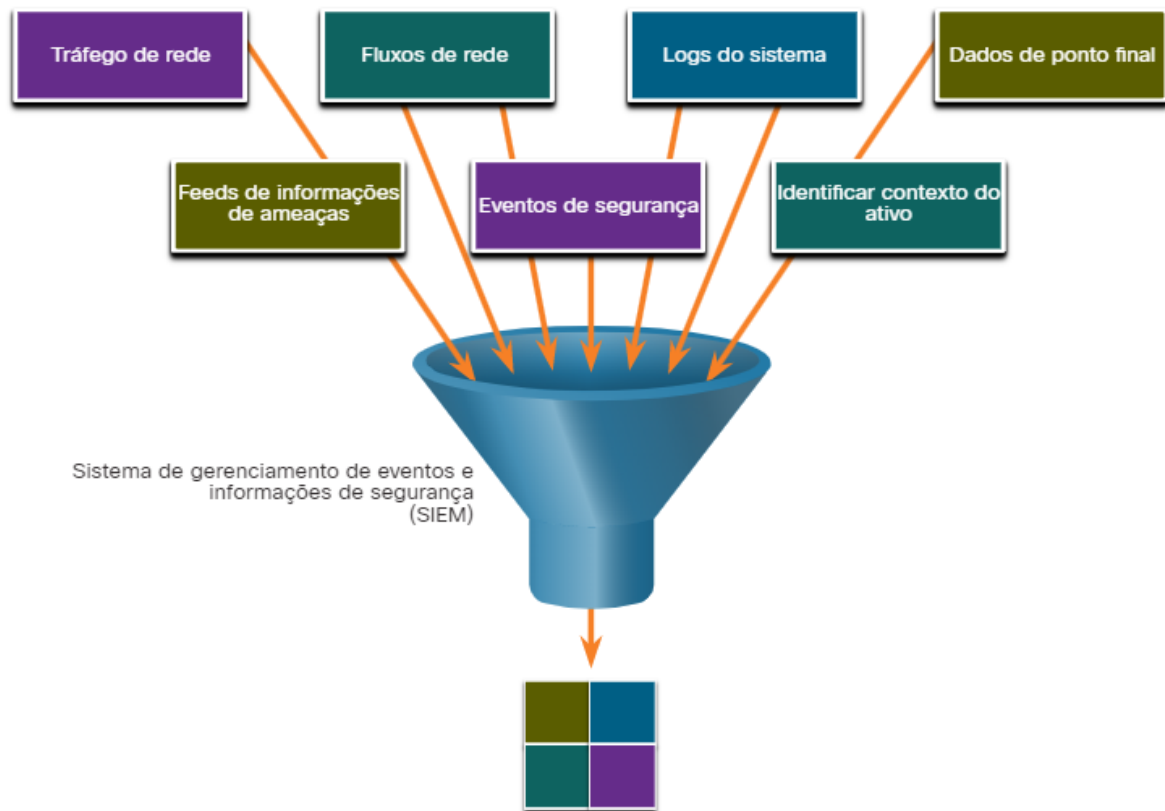 Tráfego de rede
Fluxos de rede
Logs do sistema
Dados de ponto final
Feeds de informações
de ameaças
Eventos de segurança
Identificar contexto do
ativo
Sistema de gerenciamento de eventos e
informações de segurança
(SIEM)